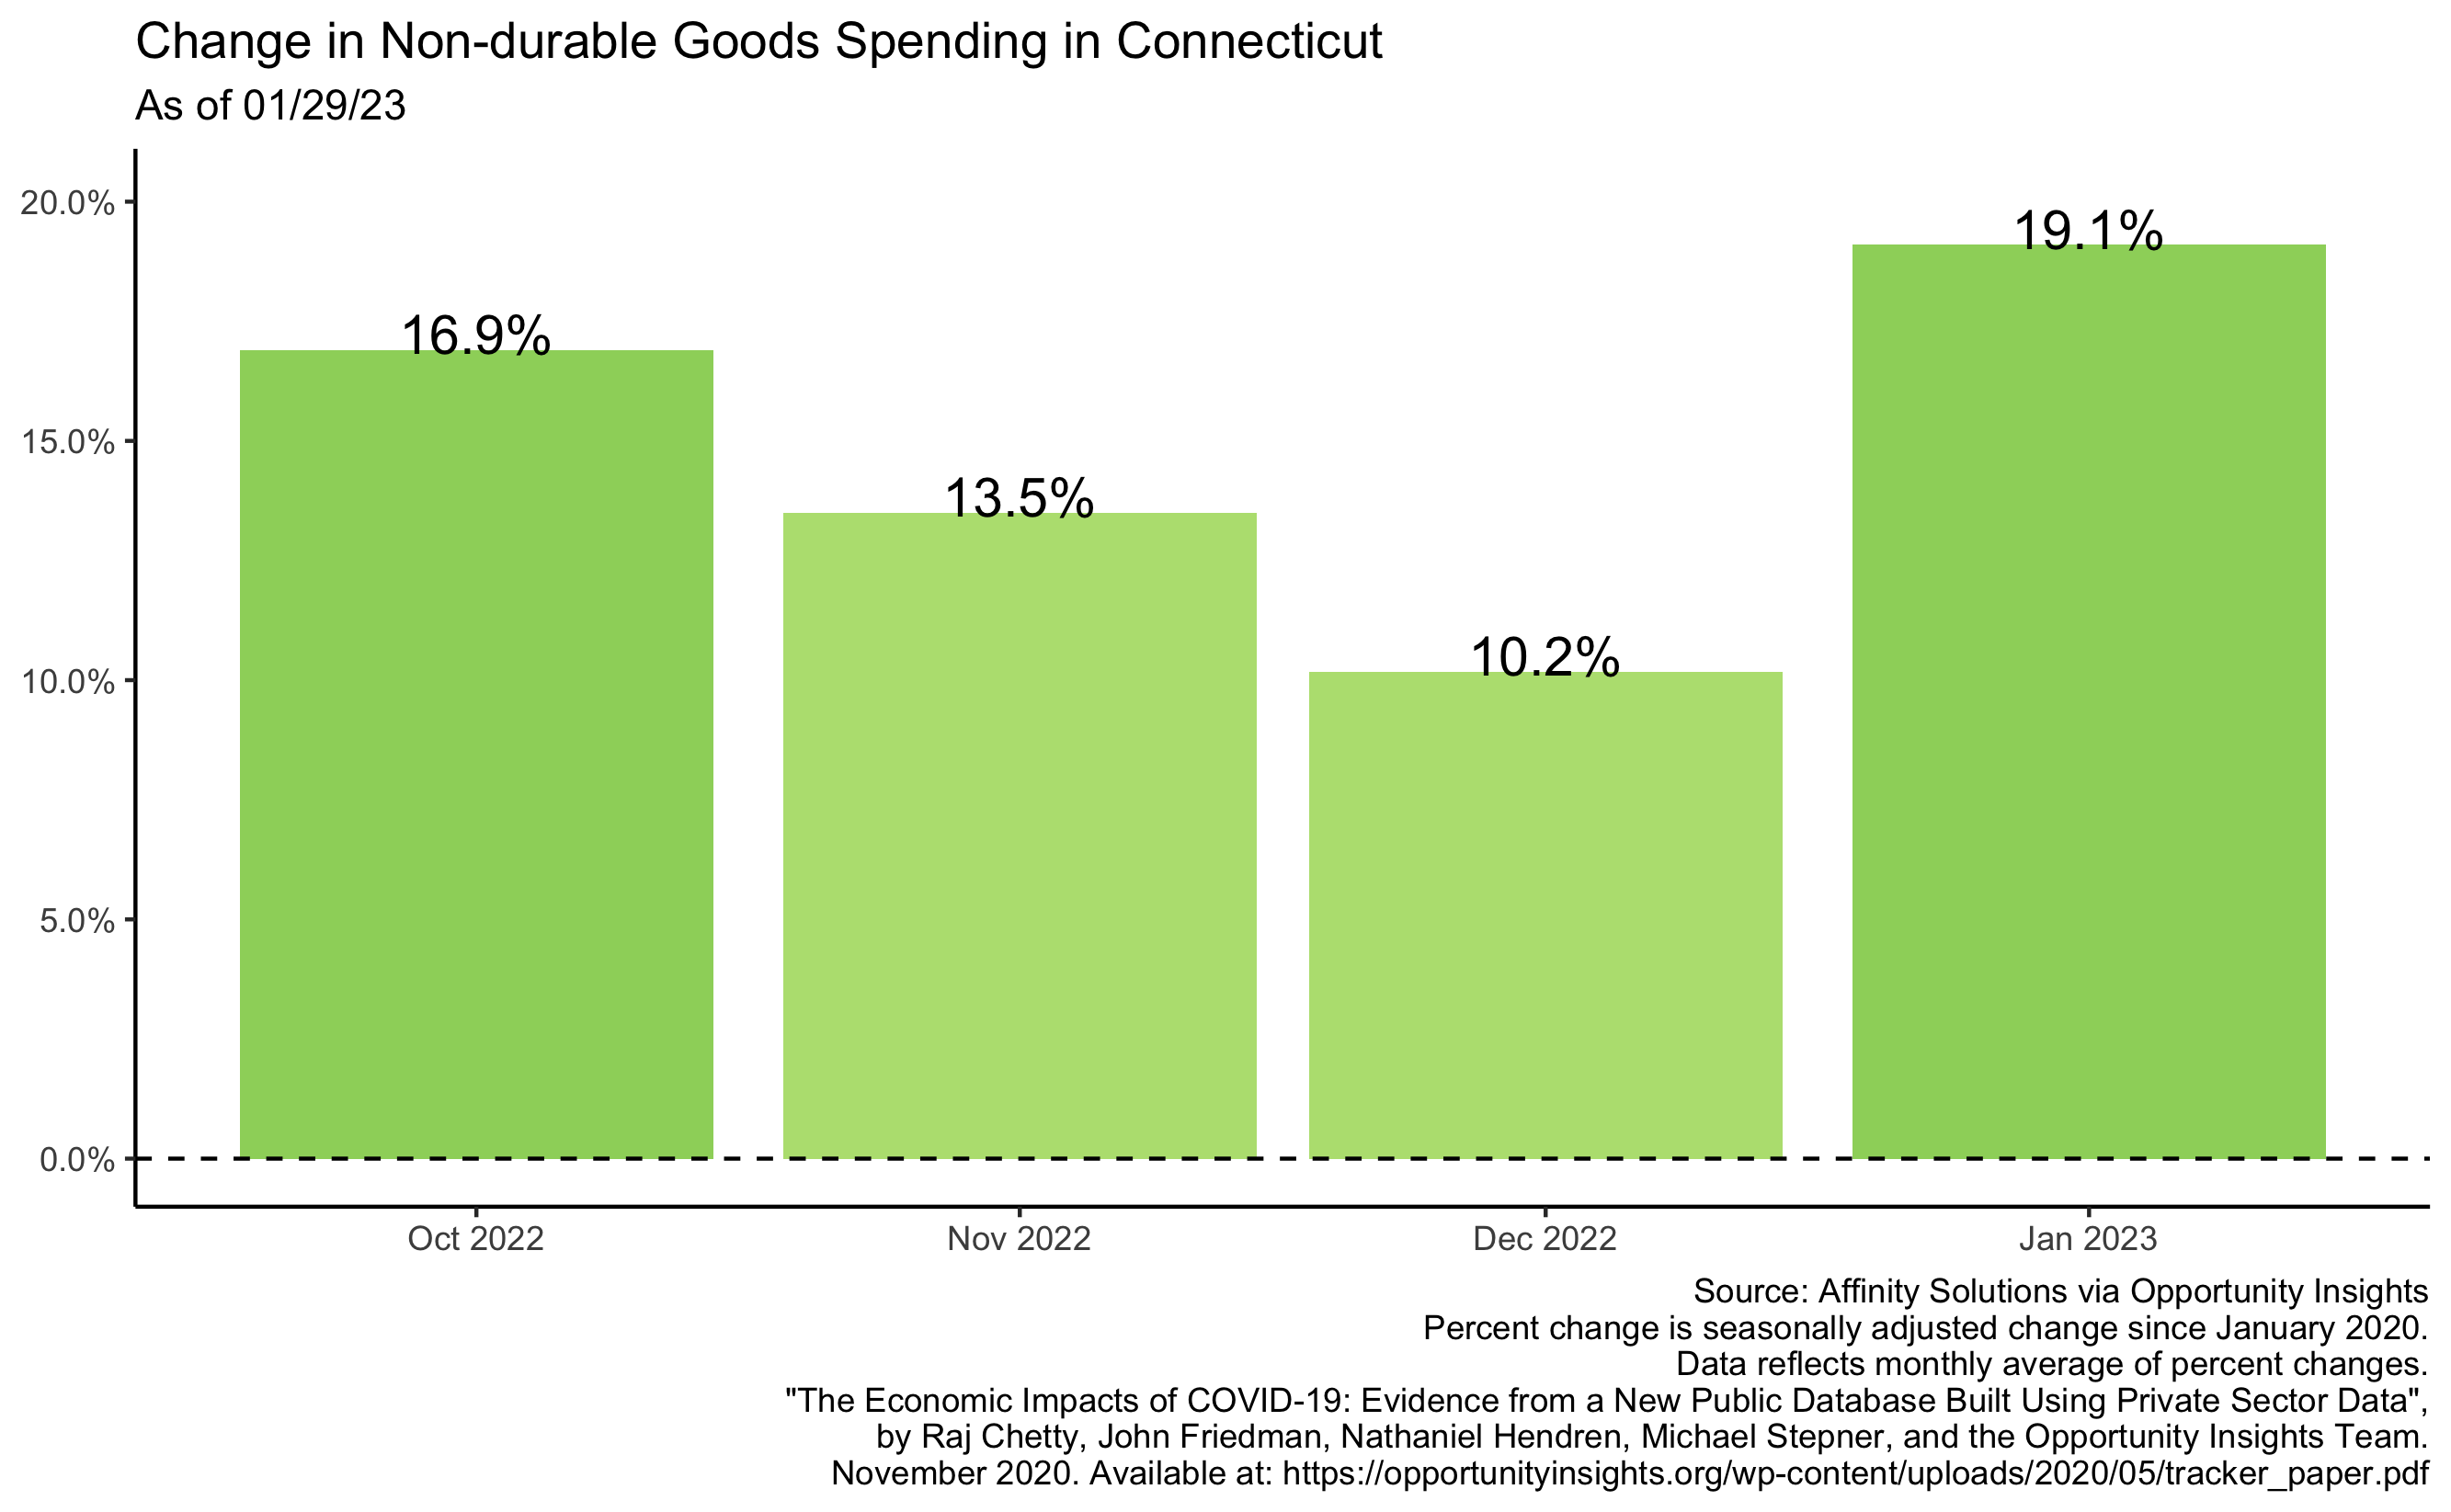 Change in Non-durable Goods Spending in Connecticut
As of 01/29/23
20.0%
15.0%
10.0%
5.0%
0.0%
16.9%
13.5%
10.2%
19.1%
Oct 2022
Nov 2022
Dec 2022
Jan 2023
Source: Affinity Solutions via Opportunity Insights
Percent change is seasonally adjusted change since January 2020.
Data reflects monthly average of percent changes.
"The Economic Impacts of COVID-19: Evidence from a New Public Database Built Using Private Sector Data",
by Raj Chetty, John Friedman, Nathaniel Hendren, Michael Stepner, and the Opportunity Insights Team.
November 2020. Available at: https://opportunityinsights.org/wp-content/uploads/2020/05/tracker_paper.pdf